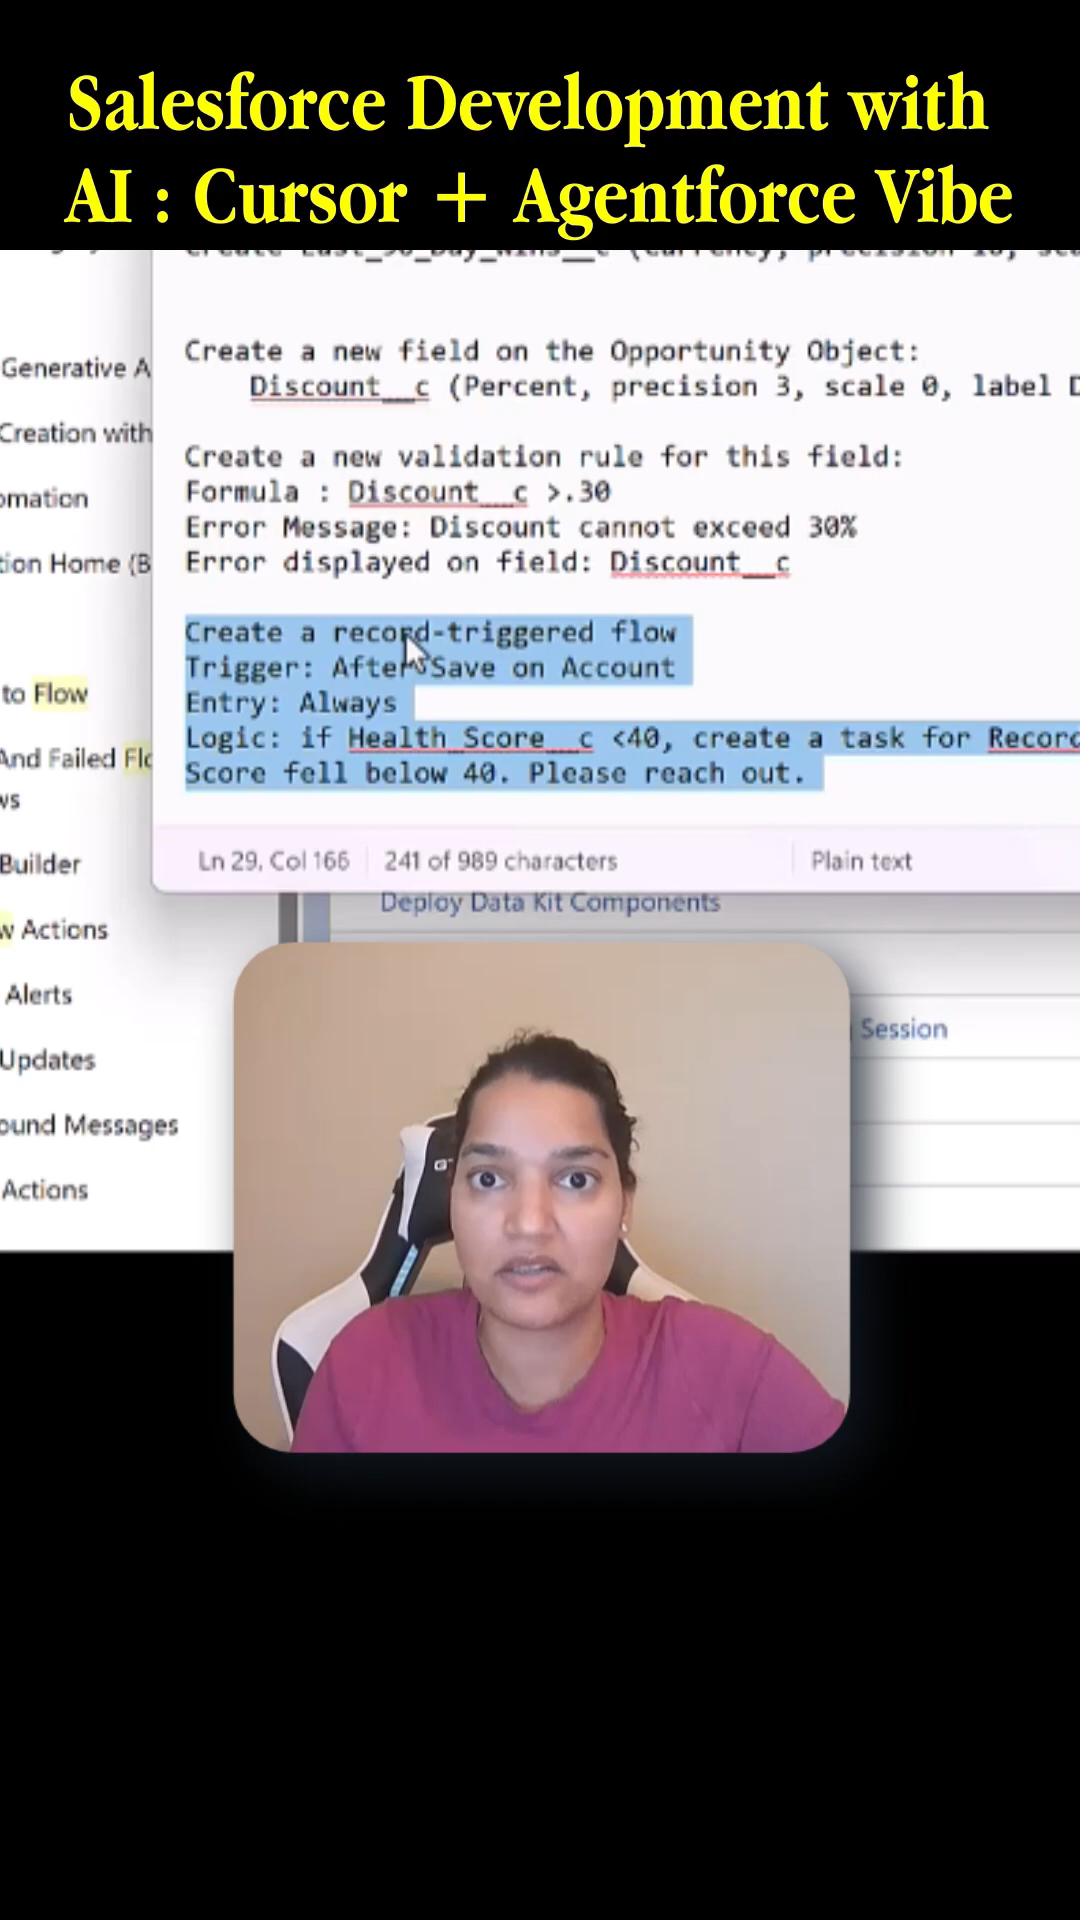 Salesforce Development with
AI : Cursor + Agentforce Vibe
Generative A
Creation with
omation
tion Home (B
to Flow
And Failed Flo
ws
Builder
w Actions
Alerts
Updates
ound Messages
Actions
Create a new field on the Opportunity Object:
Discount__c (Percent, precision 3, scale 0, label D
Create a new validation rule for this field:
Formula : Discount__c >.30
Error Message: Discount cannot exceed 30%
Error displayed on field: Discount__c
Create a record-triggered flow
Trigger: After Save on Account
Entry: Always
Logic: if Health_Score__c <40, create a task for Record
Score fell below 40. Please reach out.
Ln 29, Col 166
241 of 989 characters
Plain text
Deploy Data Kit Components
Session